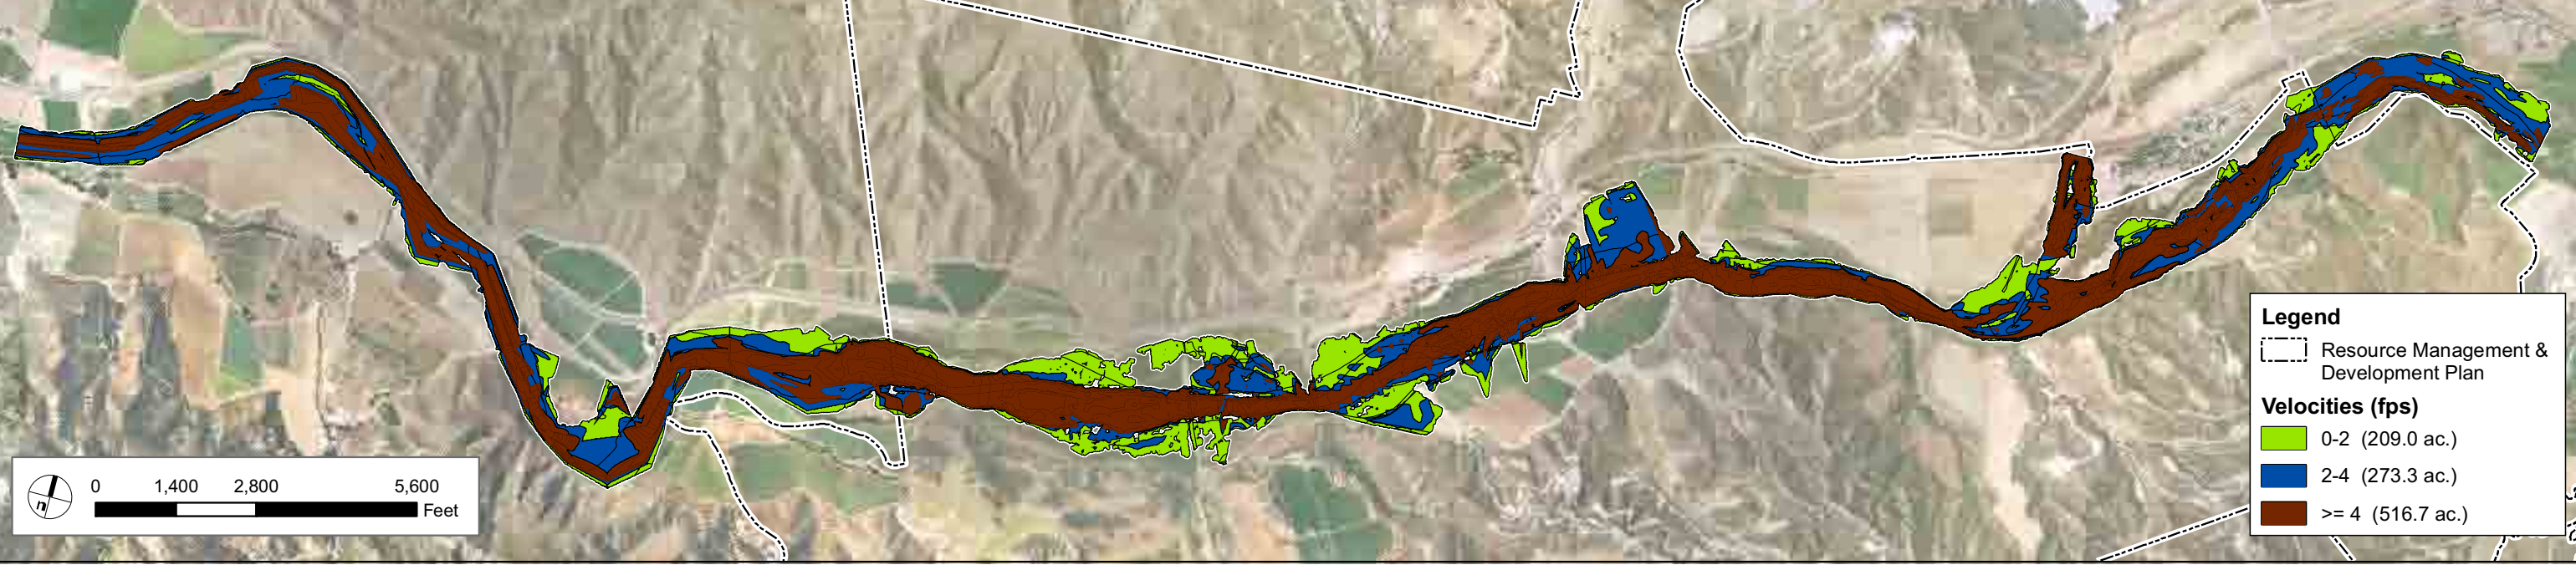 Legend
Resource Management &
Development Plan
Velocities (fps)
0-2 (209.0 ac.)
2-4 (273.3 ac.)
>= 4 (516.7 ac.)
n
0 1,400 2,800 5,600
Feet